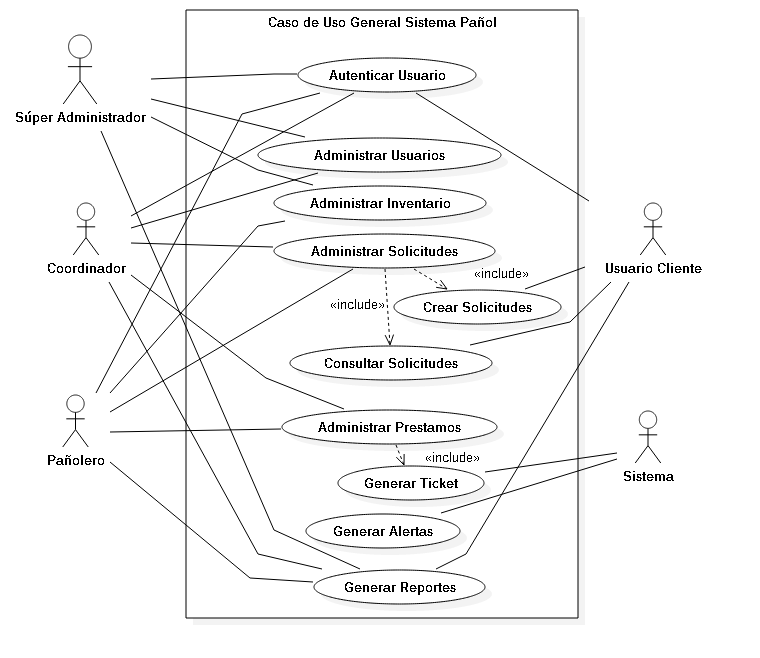 Caso de Uso General Sistema Pañol
Autenticar Usuario
Súper Administrador
Administrar Usuarios
Administrar Inventario
Administrar Solicitudes
Coordinador
Usuario Cliente
«include»
«include»
Crear Solicitudes
Consultar Solicitudes
Administrar Prestamos
Pañolero
«include»
Generar Ticket
Sistema
Generar Alertas
Generar Reportes